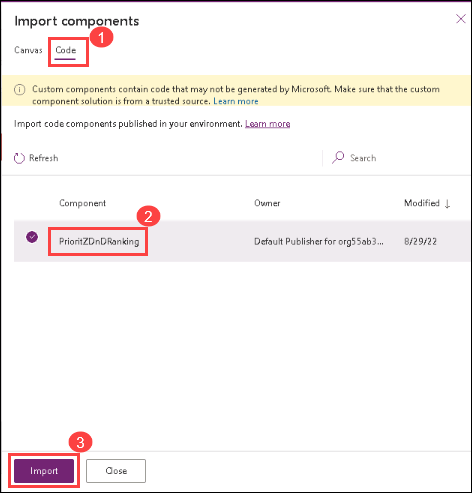 Import components
Canvas Code 1
Custom components contain code that may not be generated by Microsoft. Make sure that the custom
component solution is from a trusted source. Learn more
Import code components published in your environment. Learn more
Refresh Search
Component Owner Modified ↓
2
PrioritZDnDRanking Default Publisher for org55ab3... 8/29/22
3
Import Close